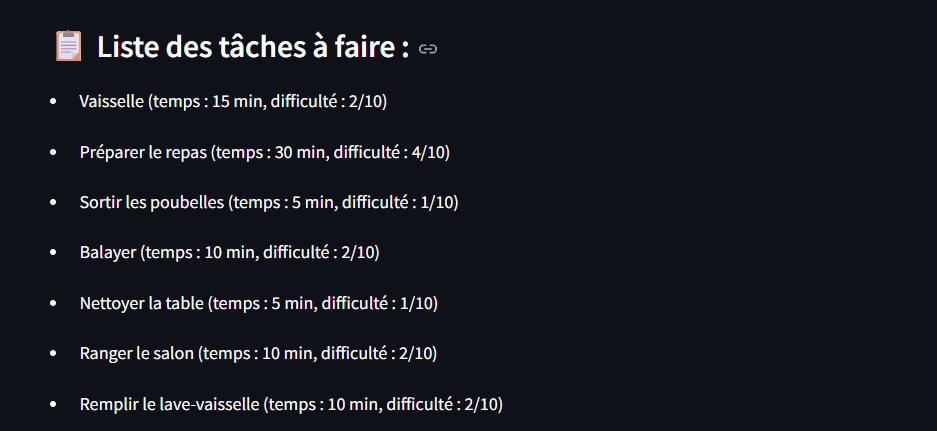 Liste des tâches à faire :
Vaisselle (temps : 15 min, difficulté : 2/10)
Préparer le repas (temps : 30 min, difficulté : 4/10)
Sortir les poubelles (temps : 5 min, difficulté : 1/10)
Balayer (temps : 10 min, difficulté : 2/10)
Nettoyer la table (temps : 5 min, difficulté : 1/10)
Ranger le salon (temps : 10 min, difficulté : 2/10)
Remplir le lave-vaisselle (temps : 10 min, difficulté : 2/10)